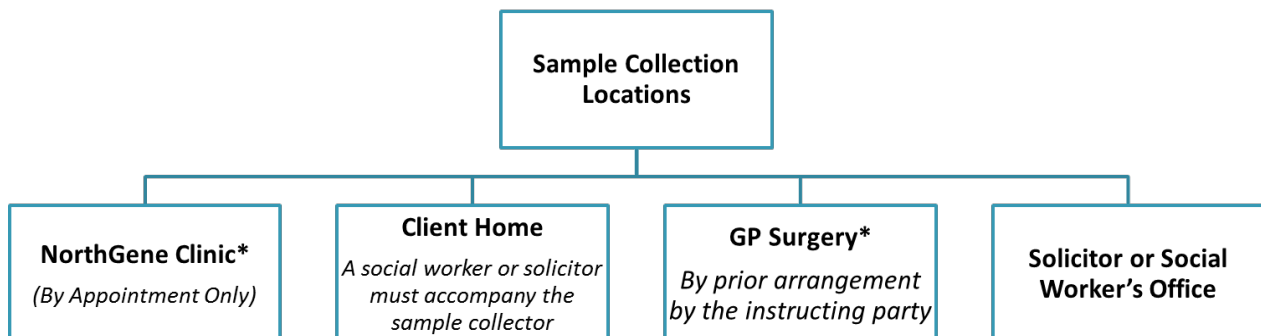 Sample Collection
Locations
NorthGene Clinic*
(By Appointment Only)
Client Home
A social worker or solicitor
must accompany the
sample collector
GP Surgery*
By prior arrangement
by the instructing party
Solicitor or Social
Worker’s Office